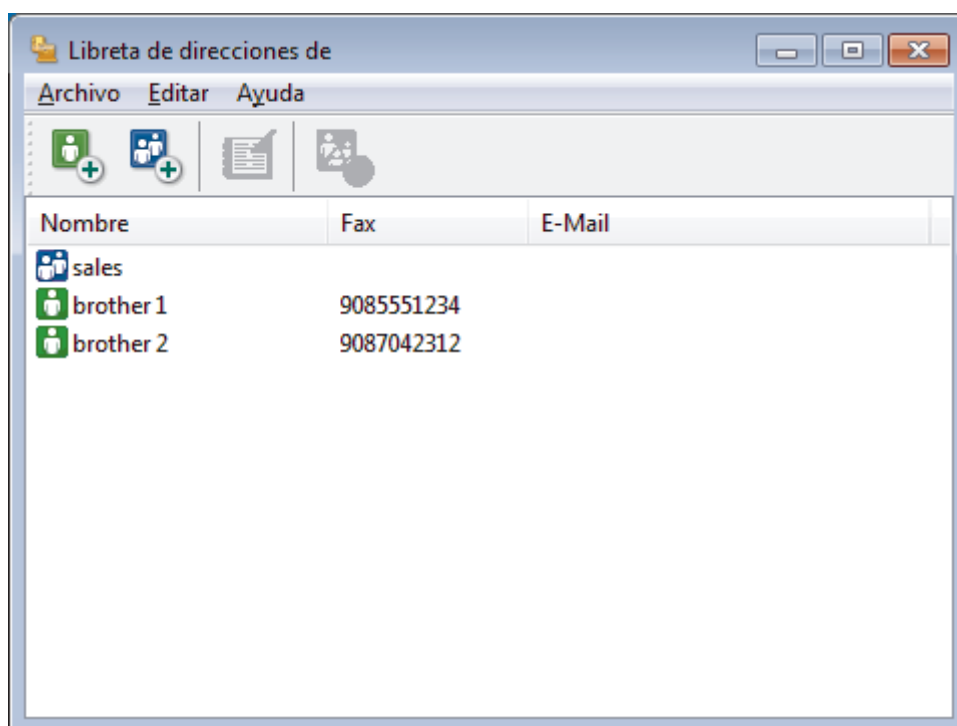 Libreta de direcciones de
Archivo Editar Ayuda
Nombre Fax E-Mail
sales
brother 1 9085551234
brother 2 9087042312